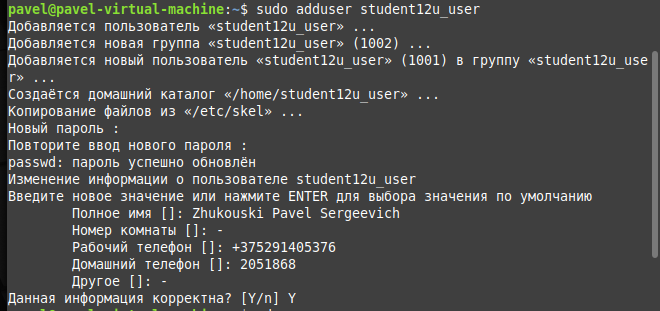 pavel@pavel-virtual-machine:~$ sudo adduser student12u_user
Добавляется пользователь «student12u_user» ...
Добавляется новая группа «student12u_user» (1002) ...
Добавляется новый пользователь «student12u_user» (1001) в группу «student12u_use
r» ...
Создаётся домашний каталог «/home/student12u_user» ...
Копирование файлов из «/etc/skel» ...
Новый пароль :
Повторите ввод нового пароля :
passwd: пароль успешно обновлён
Изменение информации о пользователе student12u_user
Введите новое значение или нажмите ENTER для выбора значения по умолчанию
Полное имя []: Zhukouski Pavel Sergeevich
Номер комнаты []: -
Рабочий телефон []: +375291405376
Домашний телефон []: 2051868
Другое []: -
Данная информация корректна? [Y/n] Y